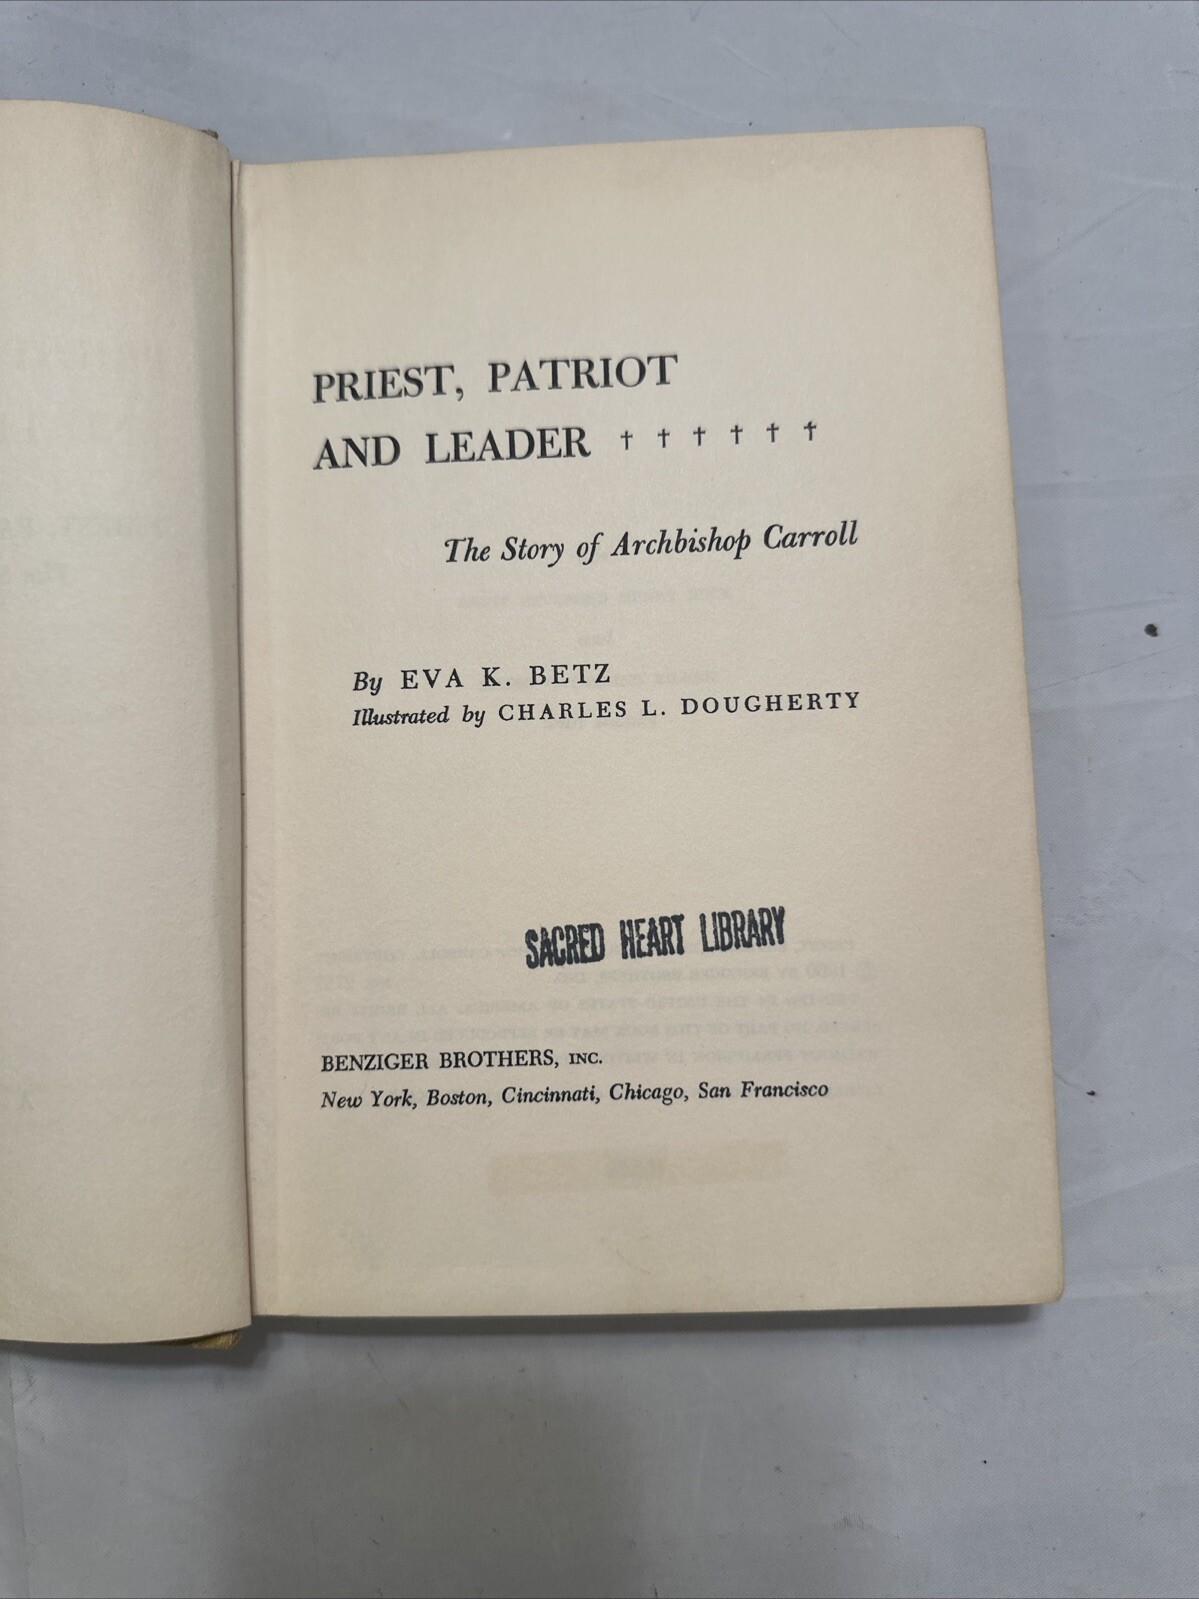 PRIEST, PATRIOT
AND LEADER † † † † † †
The Story of Archbishop Carroll
By EVA K. BETZ
Illustrated by CHARLES L. DOUGHERTY
SACRED HEART LIBRARY
BENZIGER BROTHERS, INC.
New York, Boston, Cincinnati, Chicago, San Francisco